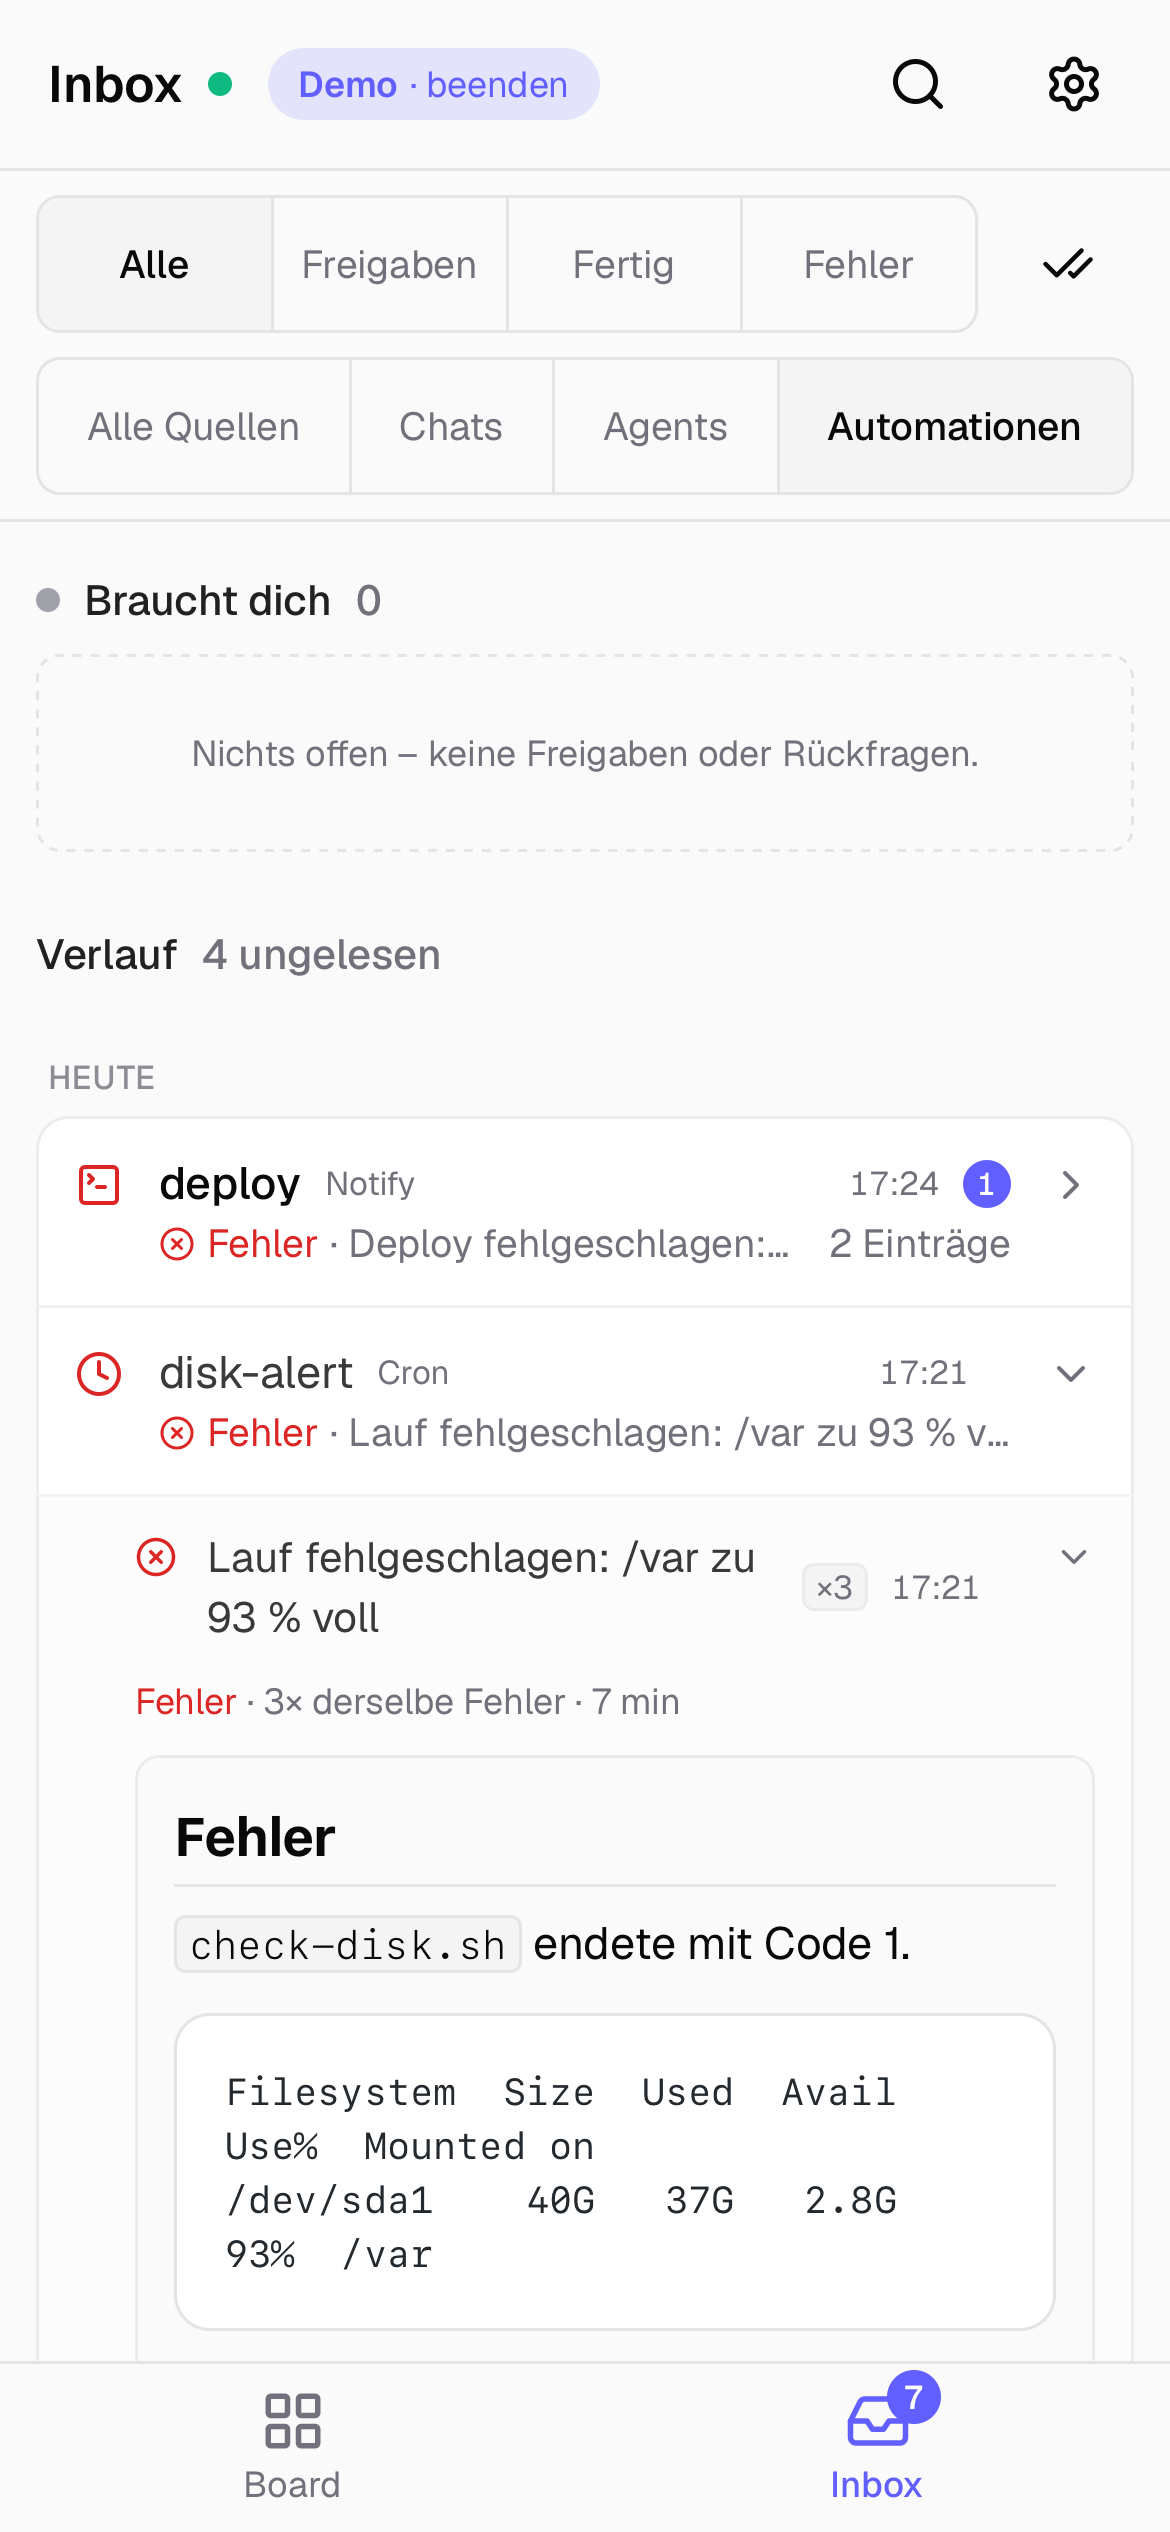 Inbox Demo · beenden
Alle Freigaben Fertig Fehler
Alle Quellen Chats Agents Automationen
Braucht dich 0
Nichts offen – keine Freigaben oder Rückfragen.
Verlauf 4 ungelesen
HEUTE
deploy Notify 17:24 1
Fehler · Deploy fehlgeschlagen:... 2 Einträge
disk-alert Cron 17:21
Fehler · Lauf fehlgeschlagen: /var zu 93 % v...
Lauf fehlgeschlagen: /var zu
93 % voll
×3 17:21
Fehler · 3× derselbe Fehler · 7 min
Fehler
check-disk.sh endete mit Code 1.
Filesystem  Size  Used  Avail
Use%  Mounted on
/dev/sda1    40G   37G   2.8G
93%  /var
7
Board Inbox